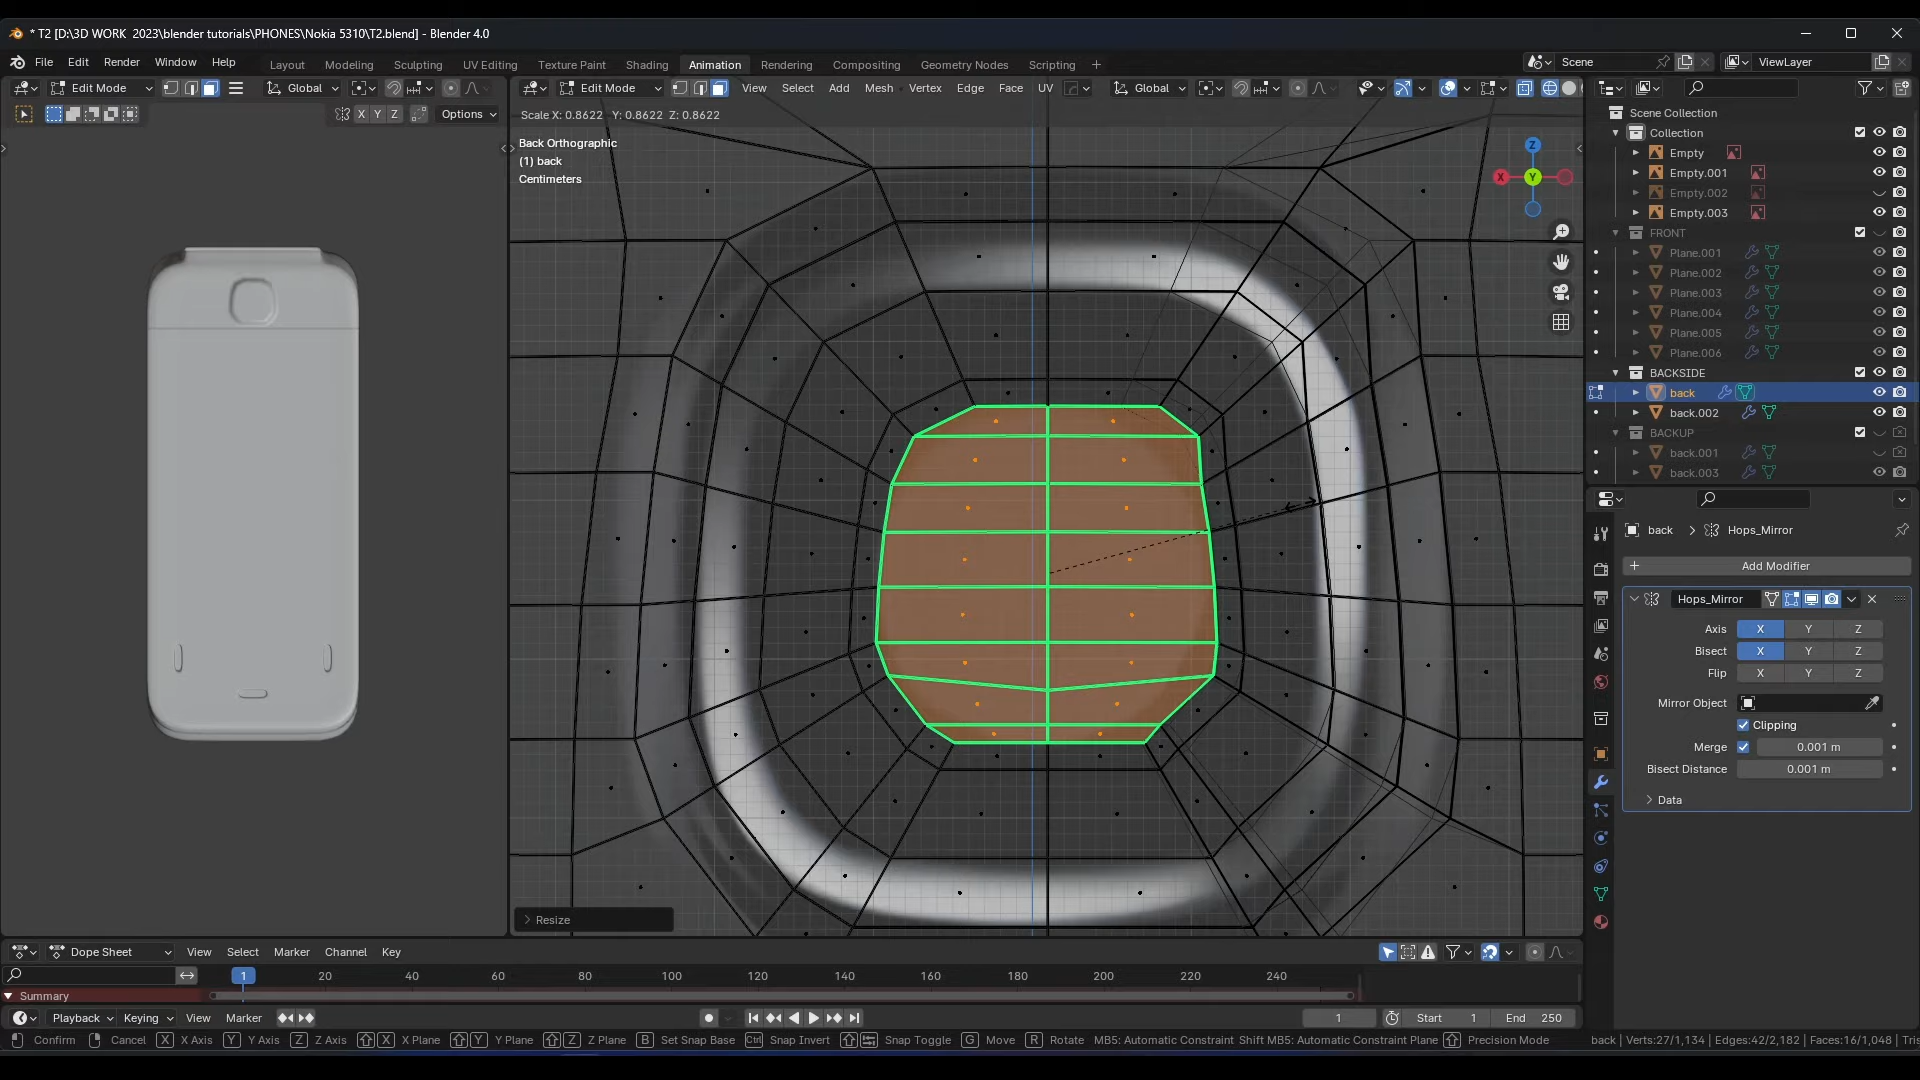 * T2 [D:\3D WORK  2023\blender tutorials\PHONES\Nokia 5310\T2.blend] - Blender 4.0
File Edit Render Window Help Layout Modeling Sculpting UV Editing Texture Paint Shading Animation Rendering Compositing Geometry Nodes Scripting + Scene ViewLayer
Edit Mode Global Edit Mode View Select Add Mesh Vertex Edge Face UV Global
X Y Z Options Scale X: 0.8622 Y: 0.8622 Z: 0.8622
Back Orthographic
(1) back
Centimeters
Z
X Y
Scene Collection
Collection
Empty
Empty.001
Empty.002
Empty.003
FRONT
Plane.001
Plane.002
Plane.003
Plane.004
Plane.005
Plane.006
BACKSIDE
back
back.002
BACKUP
back.001
back.003
back > Hops_Mirror
+ Add Modifier
Hops_Mirror
Axis X Y Z
Bisect X Y Z
Flip X Y Z
Mirror Object
Clipping
Merge 0.001 m
Bisect Distance 0.001 m
> Data
> Resize
Dope Sheet View Select Marker Channel Key
1 20 40 60 80 100 120 140 160 180 200 220 240
Summary
Playback Keying View Marker 1 Start 1 End 250
Confirm Cancel X X Axis Y Y Axis Z Z Axis X X Plane Y Y Plane Z Z Plane B Set Snap Base Ctrl Snap Invert Snap Toggle G Move R Rotate MB5: Automatic Constraint Shift MB5: Automatic Constraint Plane Precision Mode back | Verts:27/1,134 | Edges:42/2,182 | Faces:16/1,048 | Tris